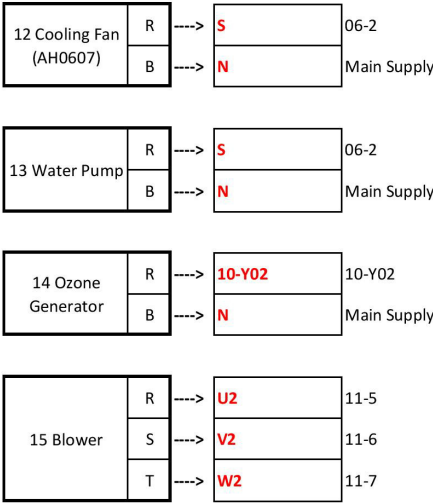 12 Cooling Fan
(AH0607)
R ----> S 06-2
B ----> N Main Supply
13 Water Pump
R ----> S 06-2
B ----> N Main Supply
14 Ozone
Generator
R ----> 10-Y02 10-Y02
B ----> N Main Supply
15 Blower
R ----> U2 11-5
S ----> V2 11-6
T ----> W2 11-7